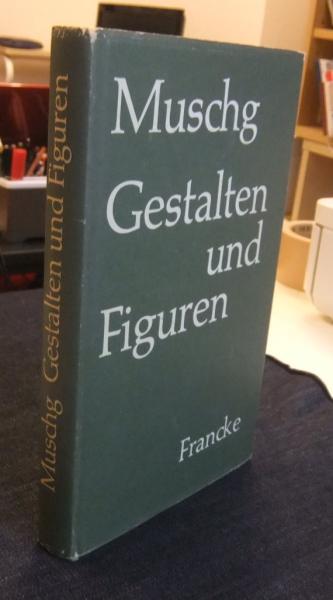 Muschg
Gestalten
und
Figuren
Francke
Muschg Gestalten und Figuren